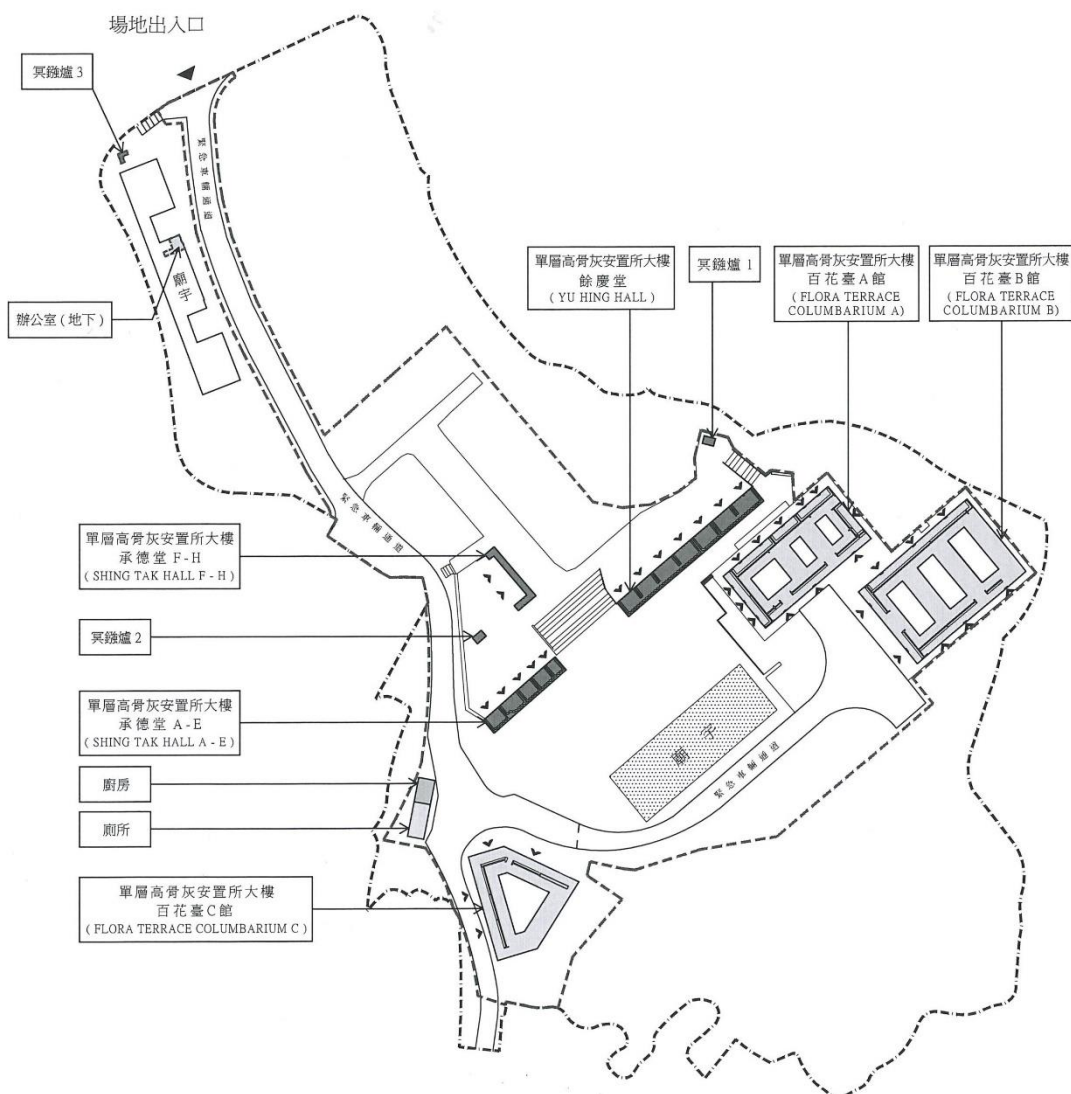 場地出入口
冥鏹爐 3
緊急車輛通道
廟宇
辦公室 ( 地下 )
單層高骨灰安置所大樓
餘慶堂
( YU HING HALL )
冥鏹爐 1
單層高骨灰安置所大樓
百花臺A館
( FLORA TERRACE
COLUMBARIUM A)
單層高骨灰安置所大樓
百花臺B館
( FLORA TERRACE
COLUMBARIUM B)
緊急車輛通道
單層高骨灰安置所大樓
承德堂 F - H
( SHING TAK HALL F - H )
冥鏹爐 2
單層高骨灰安置所大樓
承德堂 A - E
( SHING TAK HALL A - E )
廟宇
緊急車輛通道
廚房
廁所
單層高骨灰安置所大樓
百花臺C館
( FLORA TERRACE COLUMBARIUM C )